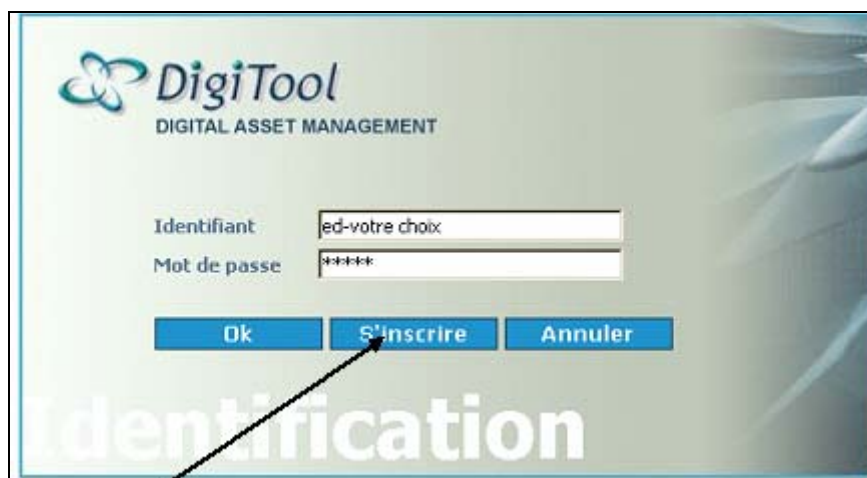 DigiTool
DIGITAL ASSET MANAGEMENT
Identifiant ed-votre choix
Mot de passe *****
Ok S'inscrire Annuler
Identification